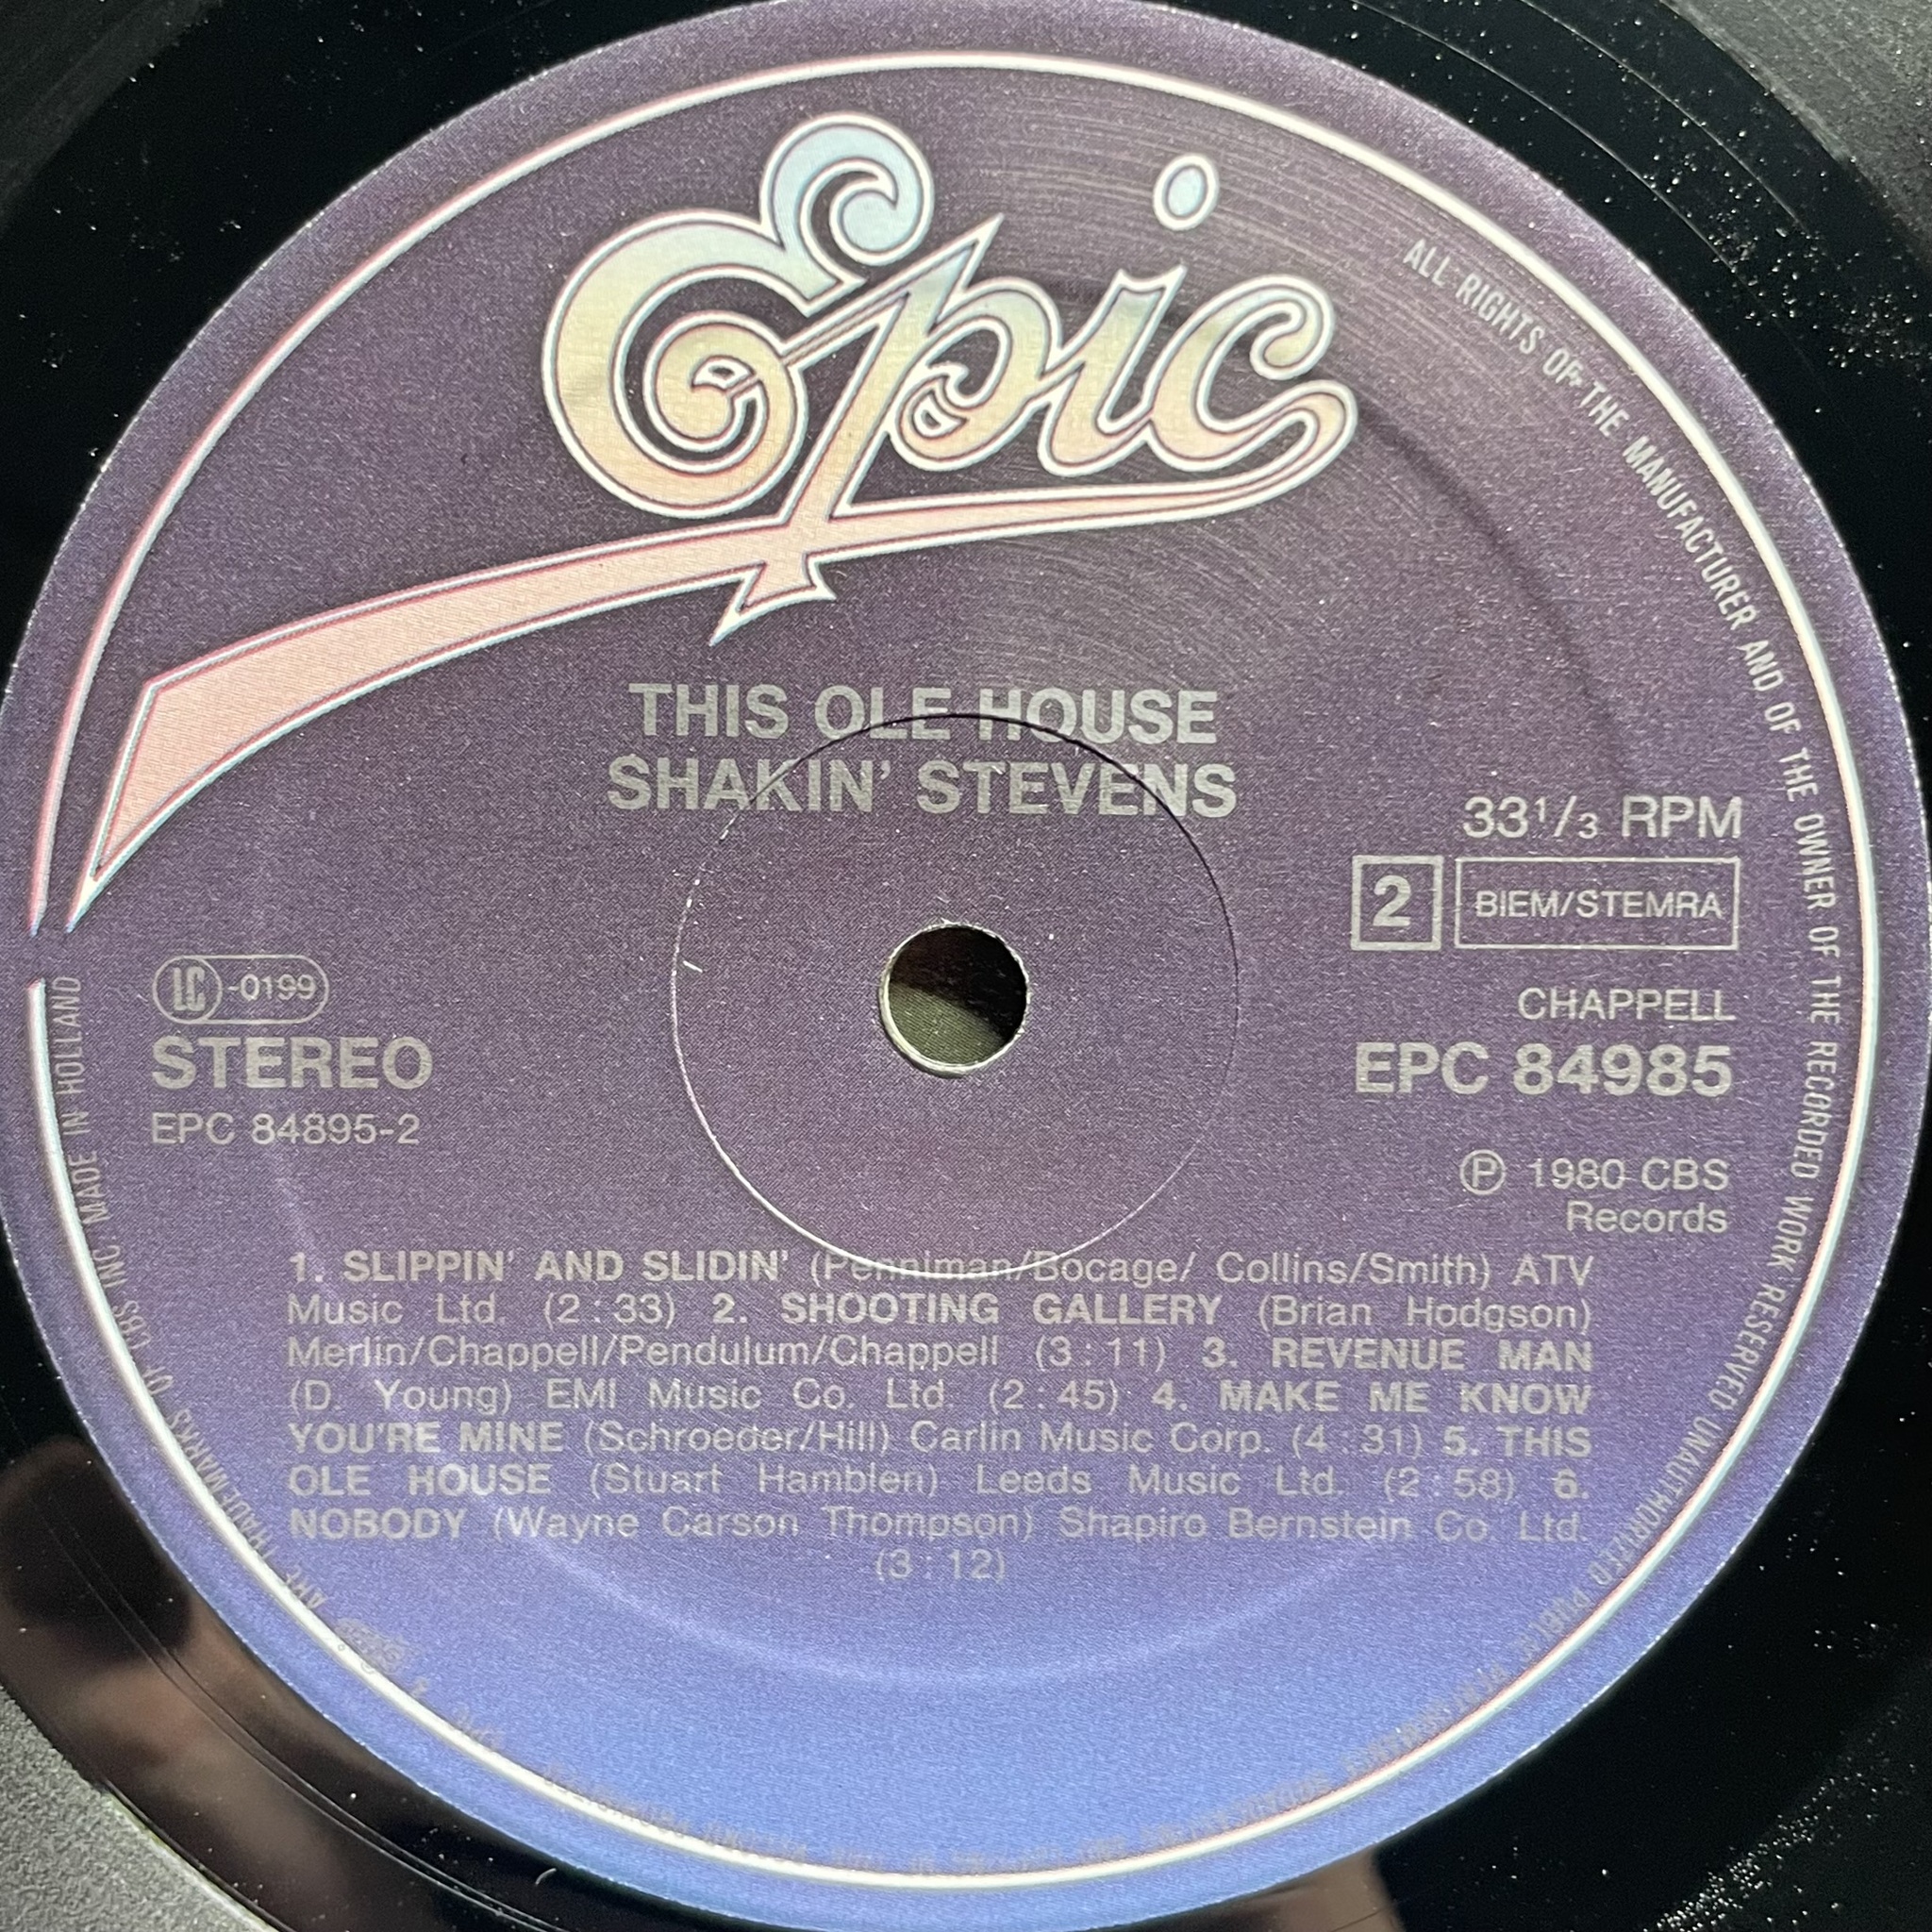 Epic
ALL RIGHTS OF THE MANUFACTURER AND OF THE OWNER OF THE RECORDED WORK RESERVED UNAUTHORIZED
THIS OLE HOUSE
SHAKIN' STEVENS
33 1/3 RPM
2 BIEM/STEMRA
LC-0199
CHAPPELL
STEREO
EPC 84985
EPC 84895-2
℗ 1980 CBS
Records
1. SLIPPIN' AND SLIDIN' (Penniman/Bocage/ Collins/Smith) ATV
Music Ltd. (2:33) 2. SHOOTING GALLERY (Brian Hodgson)
Merlin/Chappell/Pendulum/Chappell (3:11) 3. REVENUE MAN
(D. Young) EMI Music Co. Ltd. (2:45) 4. MAKE ME KNOW
YOU'RE MINE (Schroeder/Hill) Carlin Music Corp. (4:31) 5. THIS
OLE HOUSE (Stuart Hamblen) Leeds Music Ltd. (2:58) 6.
NOBODY (Wayne Carson Thompson) Shapiro Bernstein Co Ltd.
(3:12)
ARE TRADEMARKS OF CBS INC. MADE IN HOLLAND